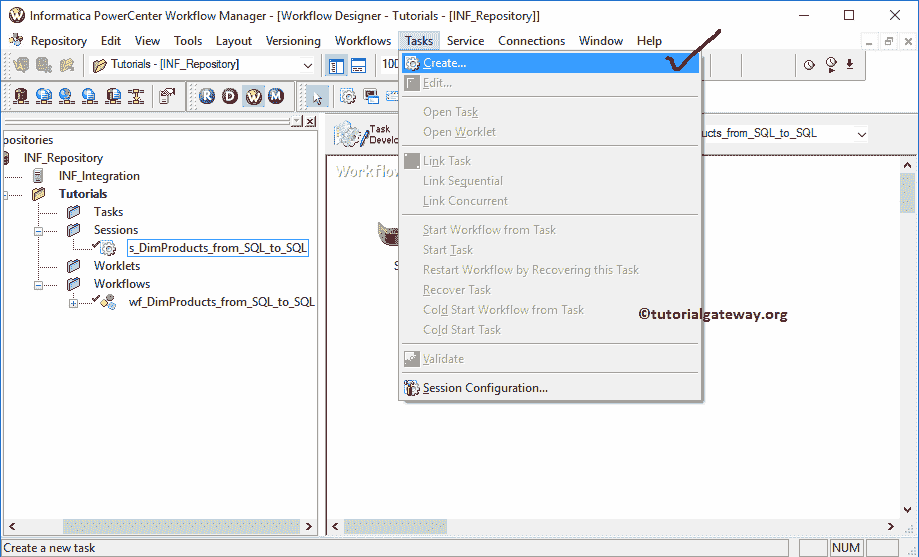 Informatica PowerCenter Workflow Manager - [Workflow Designer - Tutorials - [INF_Repository]]
Repository Edit View Tools Layout Versioning Workflows Tasks Service Connections Window Help
Tutorials - [INF_Repository]
100
R D W M
Create...
Edit...
Open Task
Open Worklet
Link Task
Link Sequential
Link Concurrent
Start Workflow from Task
Start Task
Restart Workflow by Recovering this Task
Recover Task
Cold Start Workflow from Task
Cold Start Task
Validate
Session Configuration...
positories
INF_Repository
INF_Integration
Tutorials
Tasks
Sessions
s_DimProducts_from_SQL_to_SQL
Worklets
Workflows
wf_DimProducts_from_SQL_to_SQL
Task
Develo
ucts_from_SQL_to_SQL
Workflow
S
©tutorialgateway.org
Create a new task
NUM